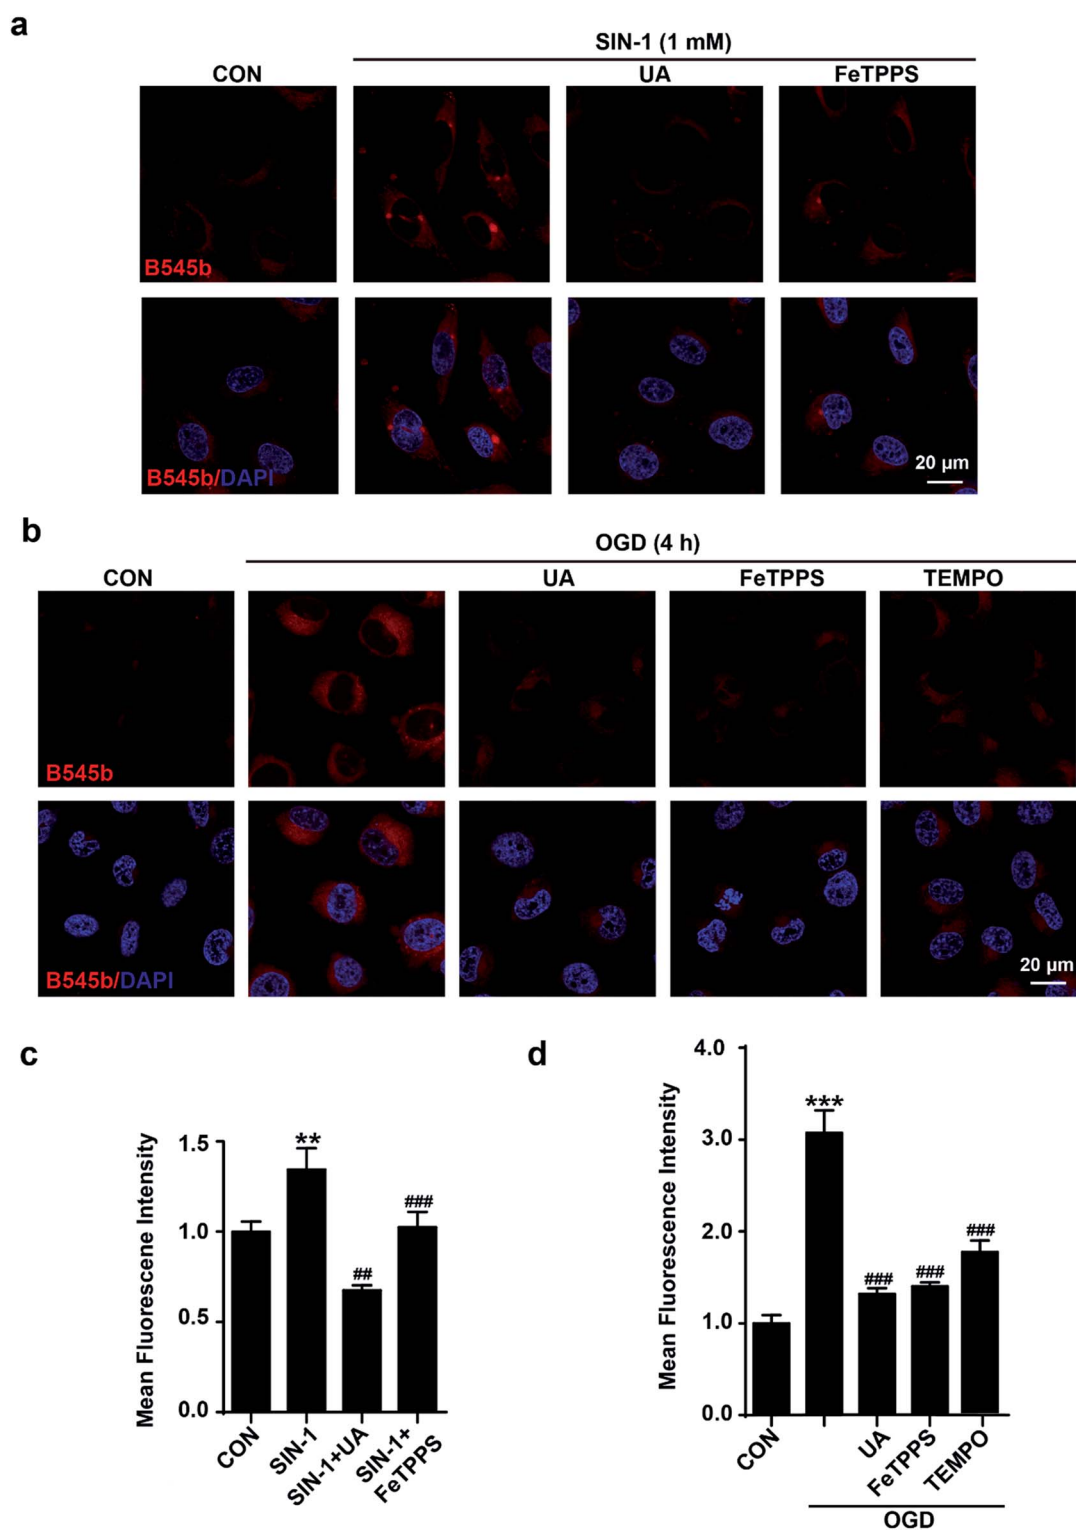 a
SIN-1 (1 mM)
CON UA FeTPPS
B545b
B545b/DAPI
20 µm
b
OGD (4 h)
CON UA FeTPPS TEMPO
B545b
B545b/DAPI
20 µm
c
Mean Fluorescene Intensity
1.5
1.0
0.5
0.0
**
##
###
CON
SIN-1
SIN-1+UA
SIN-1+
FeTPPS
d
Mean Fluorescence Intensity
4.0
3.0
2.0
1.0
0.0
***
###
###
###
CON
UA
FeTPPS
TEMPO
OGD